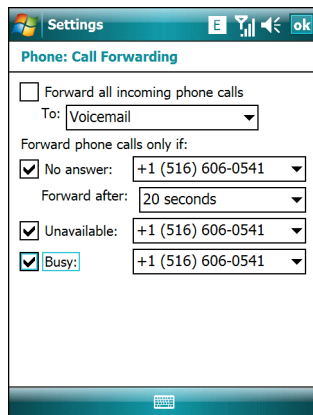 Settings E ok
Phone: Call Forwarding
Forward all incoming phone calls
To: Voicemail
Forward phone calls only if:
No answer: +1 (516) 606-0541
Forward after: 20 seconds
Unavailable: +1 (516) 606-0541
Busy: +1 (516) 606-0541